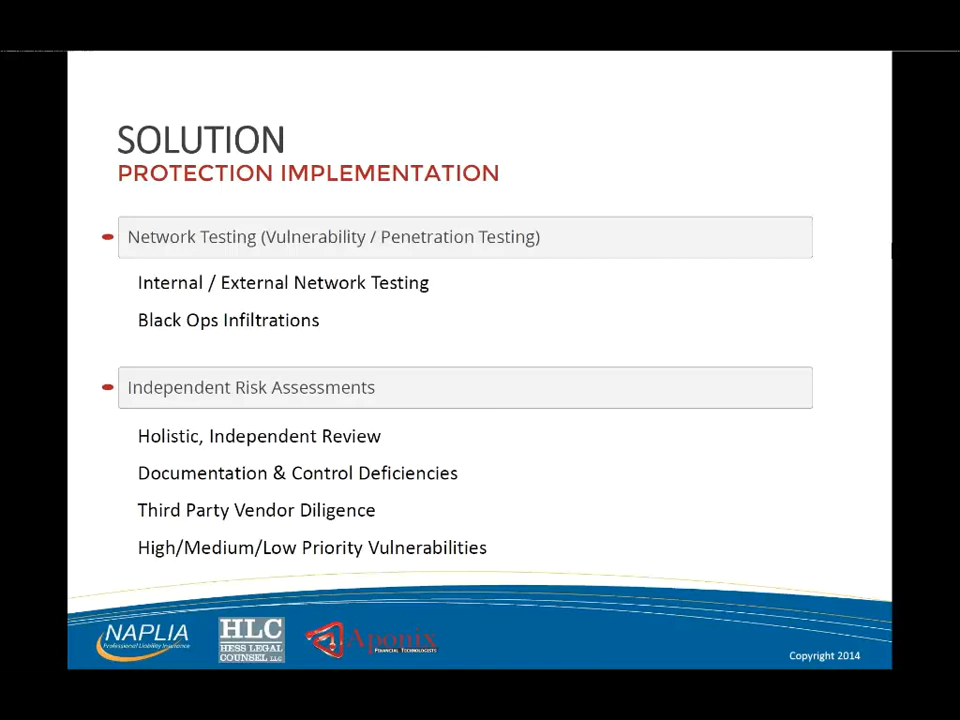 SOLUTION
PROTECTION IMPLEMENTATION
Network Testing (Vulnerability / Penetration Testing)
Internal / External Network Testing
Black Ops Infiltrations
Independent Risk Assessments
Holistic, Independent Review
Documentation & Control Deficiencies
Third Party Vendor Diligence
High/Medium/Low Priority Vulnerabilities
NAPLIA
Professional Liability Insurance
HLC
HESS LEGAL
COUNSEL LLC
Aponix
FINANCIAL TECHNOLOGISTS
Copyright 2014